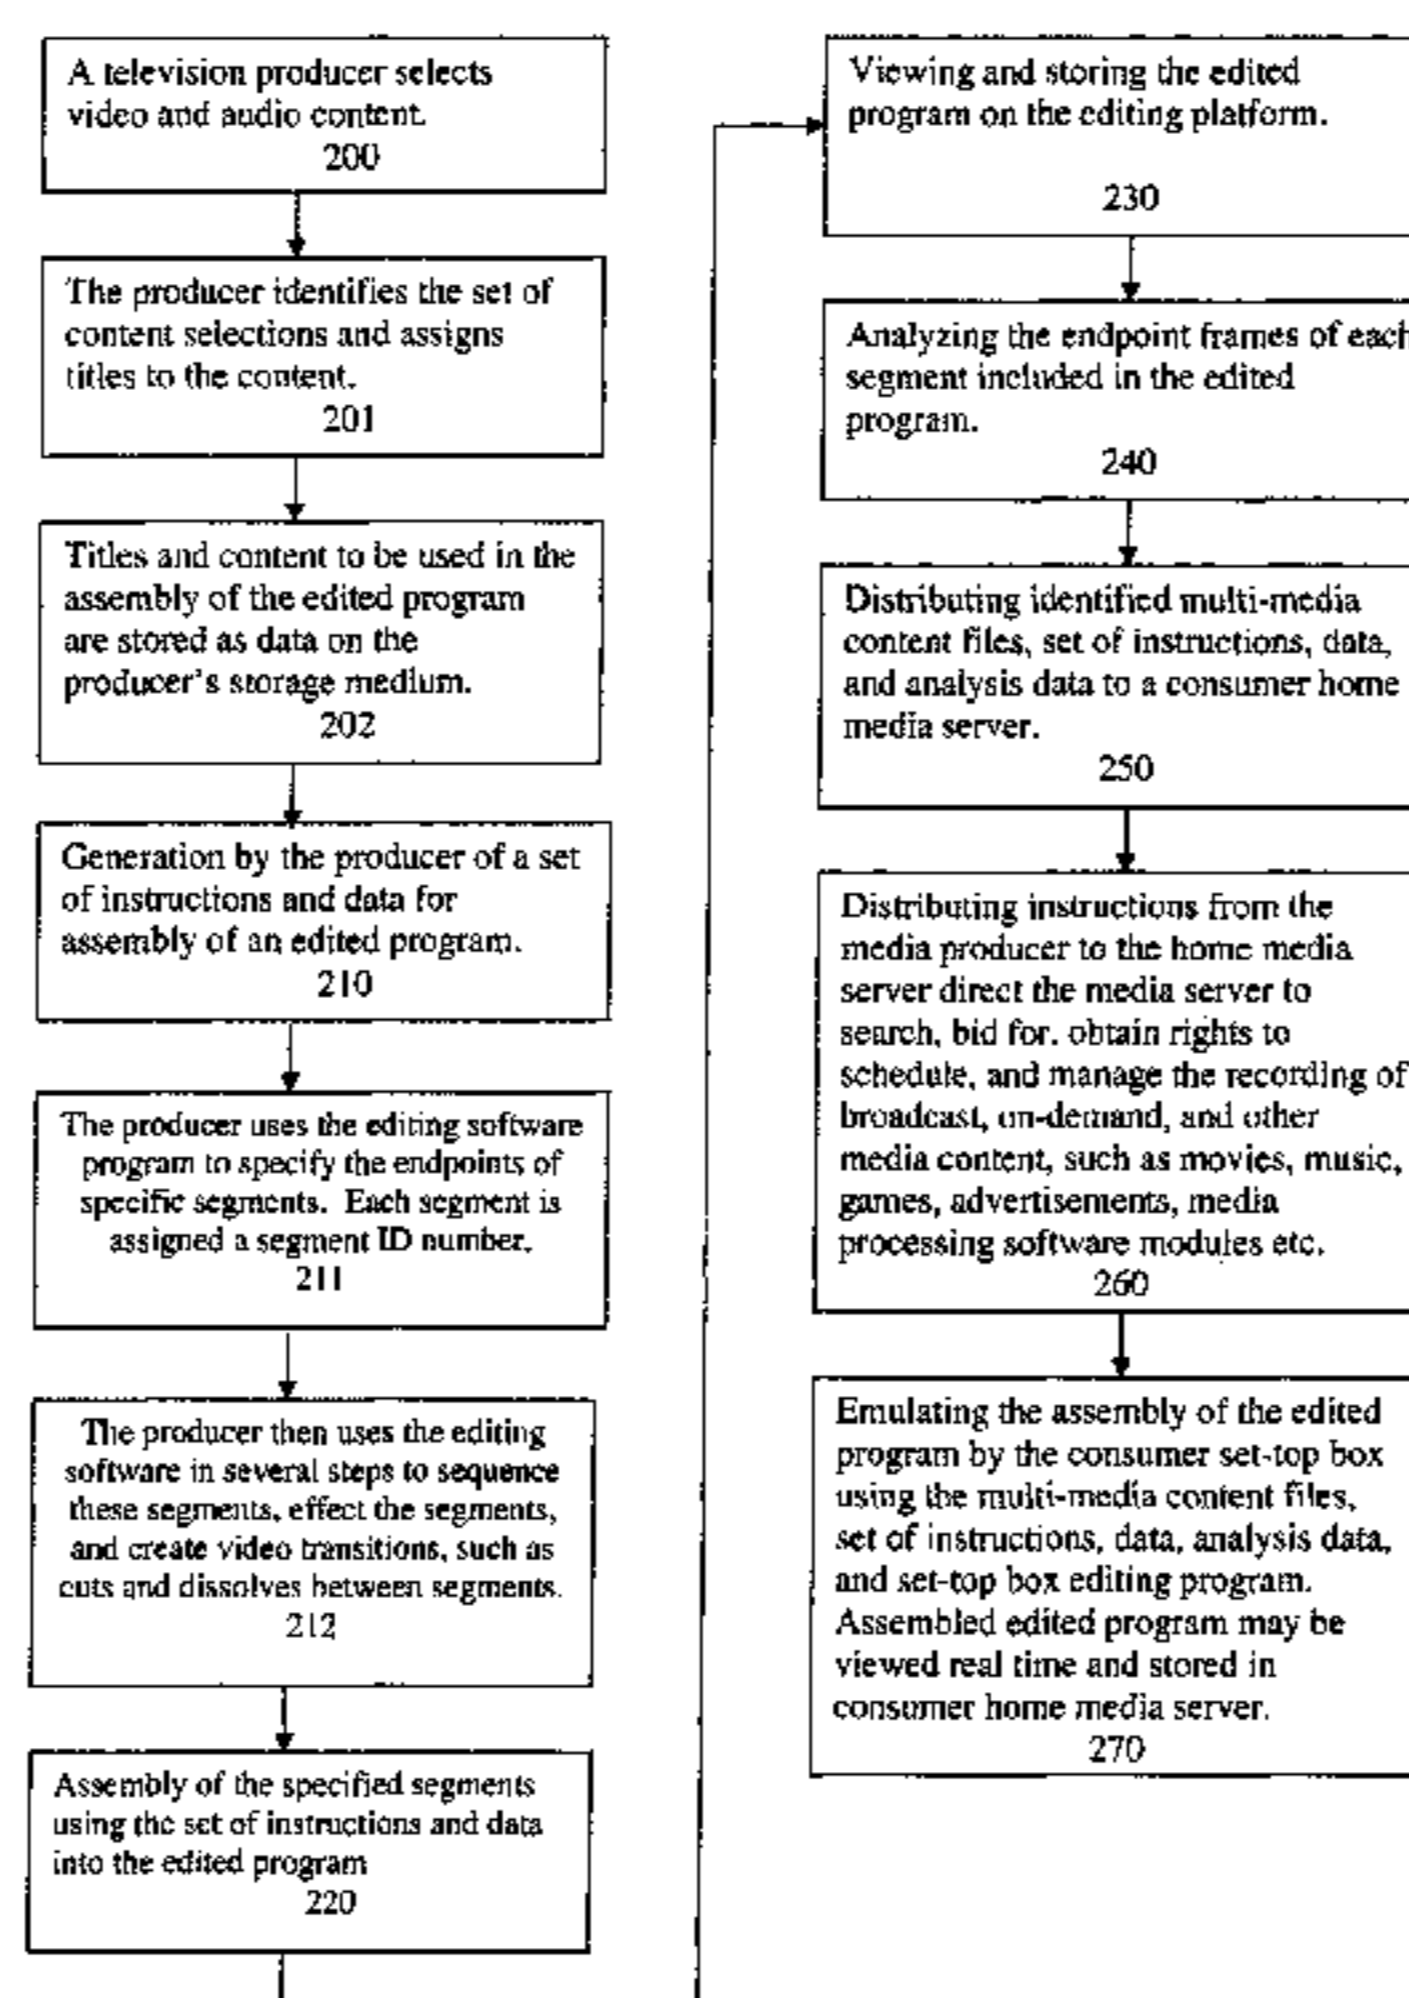 A television producer selects
video and audio content.
200
The producer identifies the set of
content selections and assigns
titles to the content.
201
Titles and content to be used in the
assembly of the edited program
are stored as data on the
producer's storage medium.
202
Generation by the producer of a set
of instructions and data for
assembly of an edited program.
210
The producer uses the editing software
program to specify the endpoints of
specific segments. Each segment is
assigned a segment ID number.
211
The producer then uses the editing
software in several steps to sequence
these segments, effect the segments,
and create video transitions, such as
cuts and dissolves between segments.
212
Assembly of the specified segments
using the set of instructions and data
into the edited program
220
Viewing and storing the edited
program on the editing platform.
230
Analyzing the endpoint frames of each
segment included in the edited
program.
240
Distributing identified multi-media
content files, set of instructions, data,
and analysis data to a consumer home
media server.
250
Distributing instructions from the
media producer to the home media
server direct the media server to
search, bid for. obtain rights to
schedule, and manage the recording of
broadcast, on-demand, and other
media content, such as movies, music,
games, advertisements, media
processing software modules etc.
260
Emulating the assembly of the edited
program by the consumer set-top box
using the multi-media content files,
set of instructions, data, analysis data,
and set-top box editing program.
Assembled edited program may be
viewed real time and stored in
consumer home media server.
270